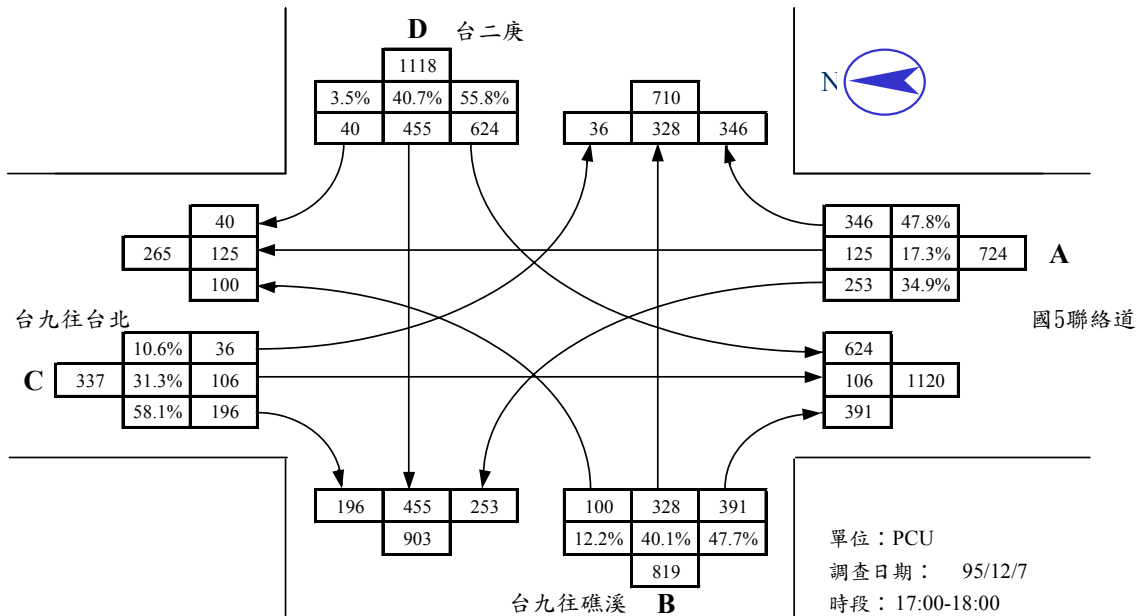 D 台二庚
1118
3.5% 40.7% 55.8%
40 455 624
710
36 328 346
N
40
265 125
100
346 47.8%
125 17.3% 724
253 34.9%
A
國5聯絡道
台九往台北
C
10.6% 36
337 31.3% 106
58.1% 196
624
106 1120
391
196 455 253
903
100 328 391
12.2% 40.1% 47.7%
819
台九往礁溪 B
單位：PCU
調查日期： 95/12/7
時段：17:00-18:00